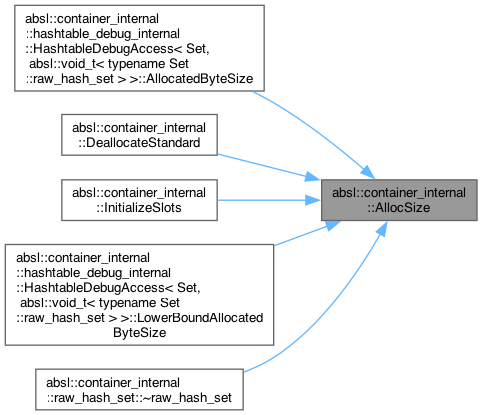 absl::container_internal
::hashtable_debug_internal
::HashtableDebugAccess< Set,
absl::void_t< typename Set
::raw_hash_set > >::AllocatedByteSize
absl::container_internal
::DeallocateStandard
absl::container_internal
::InitializeSlots
absl::container_internal
::AllocSize
absl::container_internal
::hashtable_debug_internal
::HashtableDebugAccess< Set,
absl::void_t< typename Set
::raw_hash_set > >::LowerBoundAllocated
ByteSize
absl::container_internal
::raw_hash_set::~raw_hash_set